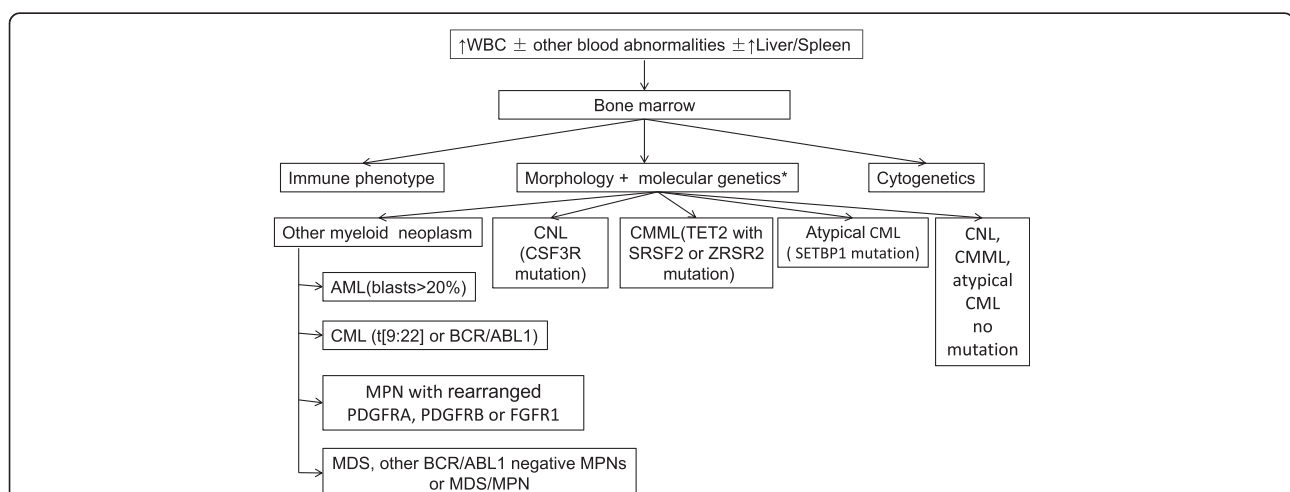 ↑WBC ± other blood abnormalities ±↑Liver/Spleen
Bone marrow
Immune phenotype
Morphology + molecular genetics*
Cytogenetics
Other myeloid neoplasm
CNL
(CSF3R
mutation)
CMML(TET2 with
SRSF2 or ZRSR2
mutation)
Atypical CML
( SETBP1 mutation)
CNL,
CMML,
atypical
CML
no
mutation
AML(blasts>20%)
CML (t[9:22] or BCR/ABL1)
MPN with rearranged
PDGFRA, PDGFRB or FGFR1
MDS, other BCR/ABL1 negative MPNs
or MDS/MPN